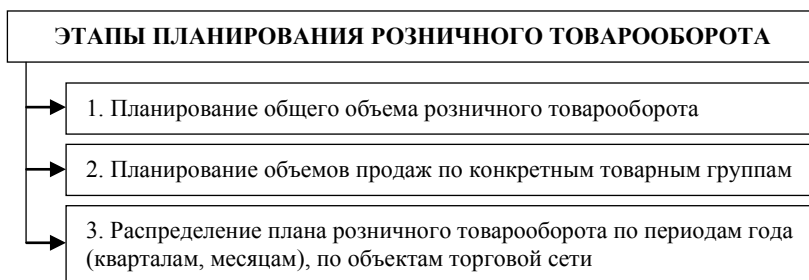 ЭТАПЫ ПЛАНИРОВАНИЯ РОЗНИЧНОГО ТОВАРООБОРОТА
1. Планирование общего объема розничного товарооборота
2. Планирование объемов продаж по конкретным товарным группам
3. Распределение плана розничного товарооборота по периодам года
(кварталам, месяцам), по объектам торговой сети